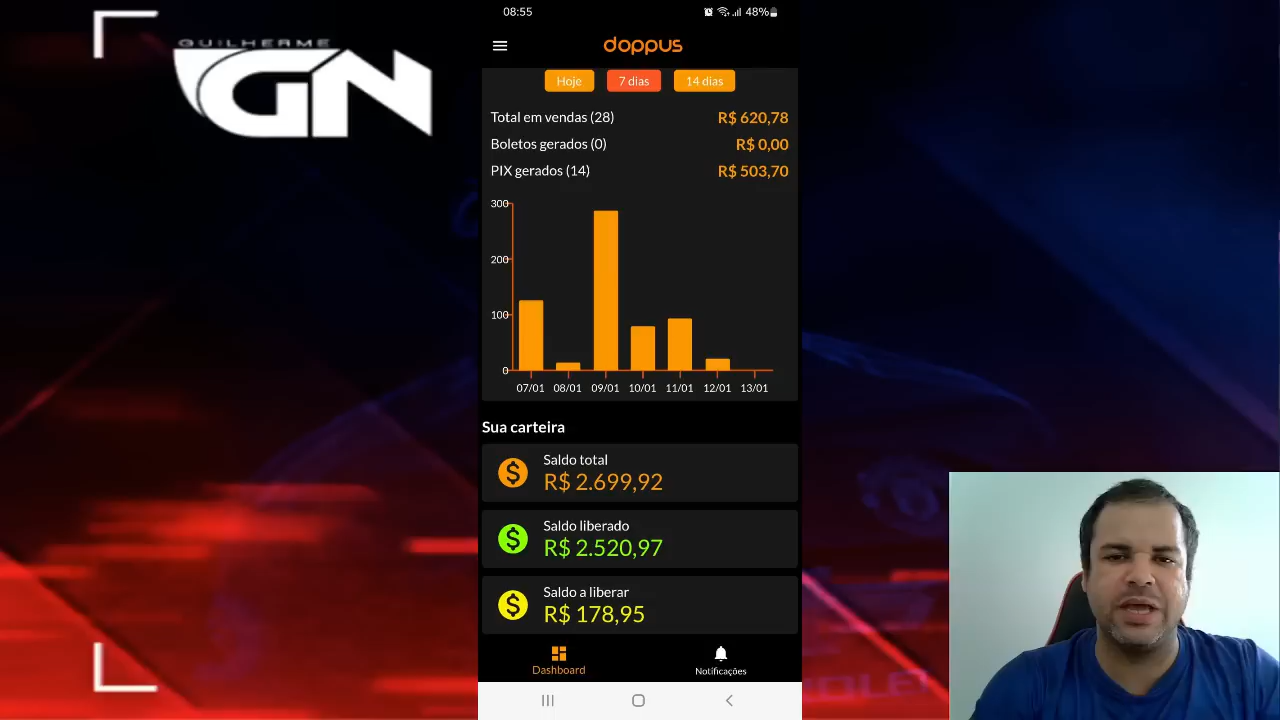 GUILHERME
GN
08:55
48%
doppus
Hoje
7 dias
14 dias
Total em vendas (28)
R$ 620,78
Boletos gerados (0)
R$ 0,00
PIX gerados (14)
R$ 503,70
300
200
100
0
07/01
08/01
09/01
10/01
11/01
12/01
13/01
Sua carteira
Saldo total
R$ 2.699,92
Saldo liberado
R$ 2.520,97
Saldo a liberar
R$ 178,95
Dashboard
Notificações